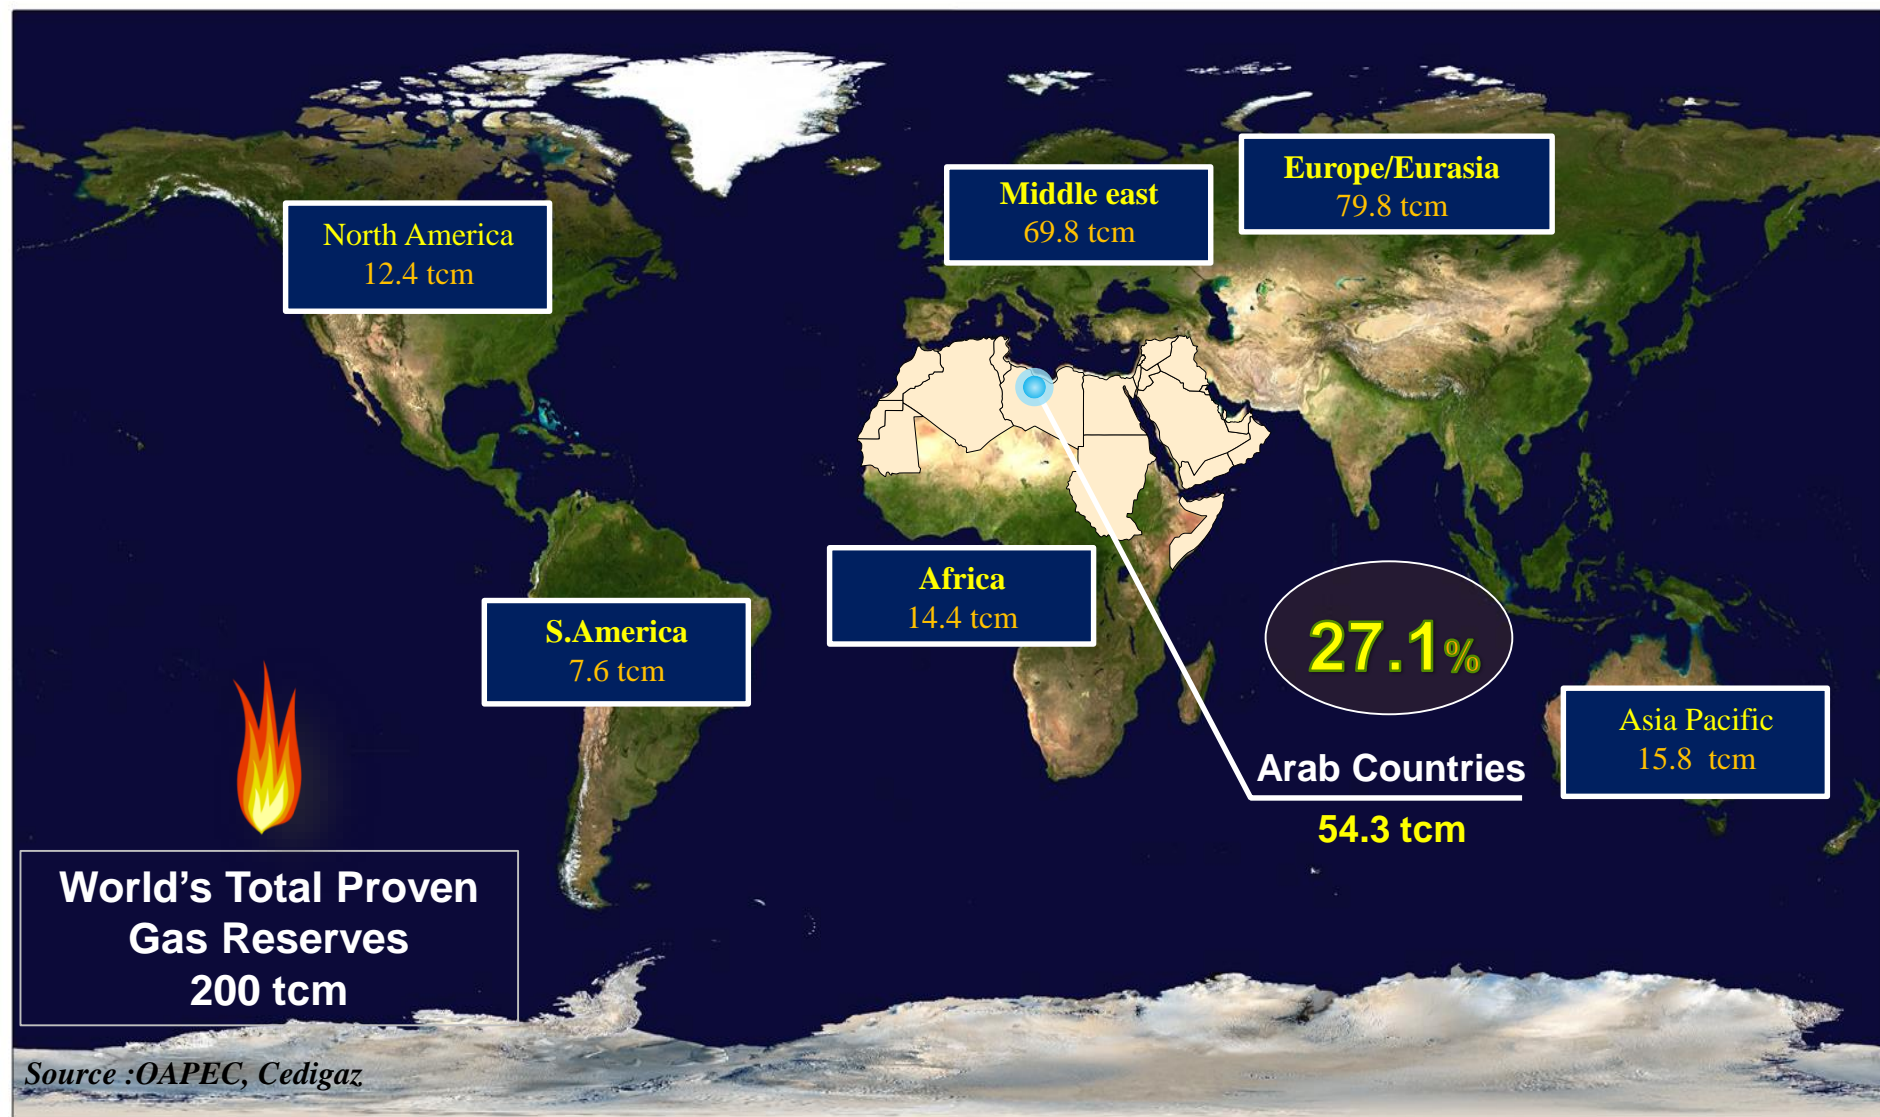 Europe/Eurasia
79.8 tcm
Middle east
69.8 tcm
North America
12.4 tcm
Africa
14.4 tcm
S.America
7.6 tcm
27.1%
Asia Pacific
15.8  tcm
Arab Countries
54.3 tcm
World’s Total Proven
Gas Reserves
200 tcm
Source :OAPEC, Cedigaz